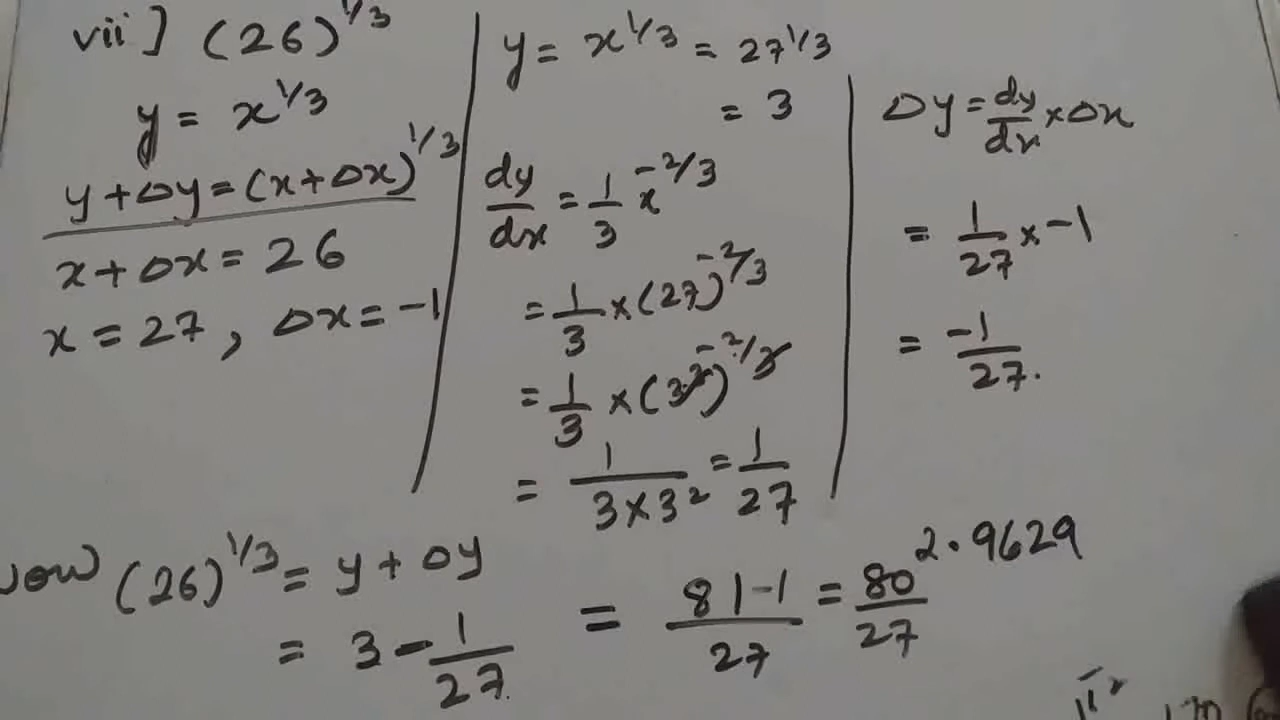 vii] (26)^1/3
y = x^1/3
y+Δy = (x+Δx)^1/3
x+Δx = 26
x = 27, Δx = -1
y = x^1/3 = 27^1/3
= 3
dy/dx = 1/3 x^-2/3
= 1/3 × (27)^-2/3
= 1/3 × (3^3)^-2/3
= 1/(3×3^2) = 1/27
Δy = dy/dx × Δx
= 1/27 × -1
= -1/27.
(26)^1/3 = y + Δy
= 3 - 1/27.
= (81-1)/27 = 80/27
2.9629